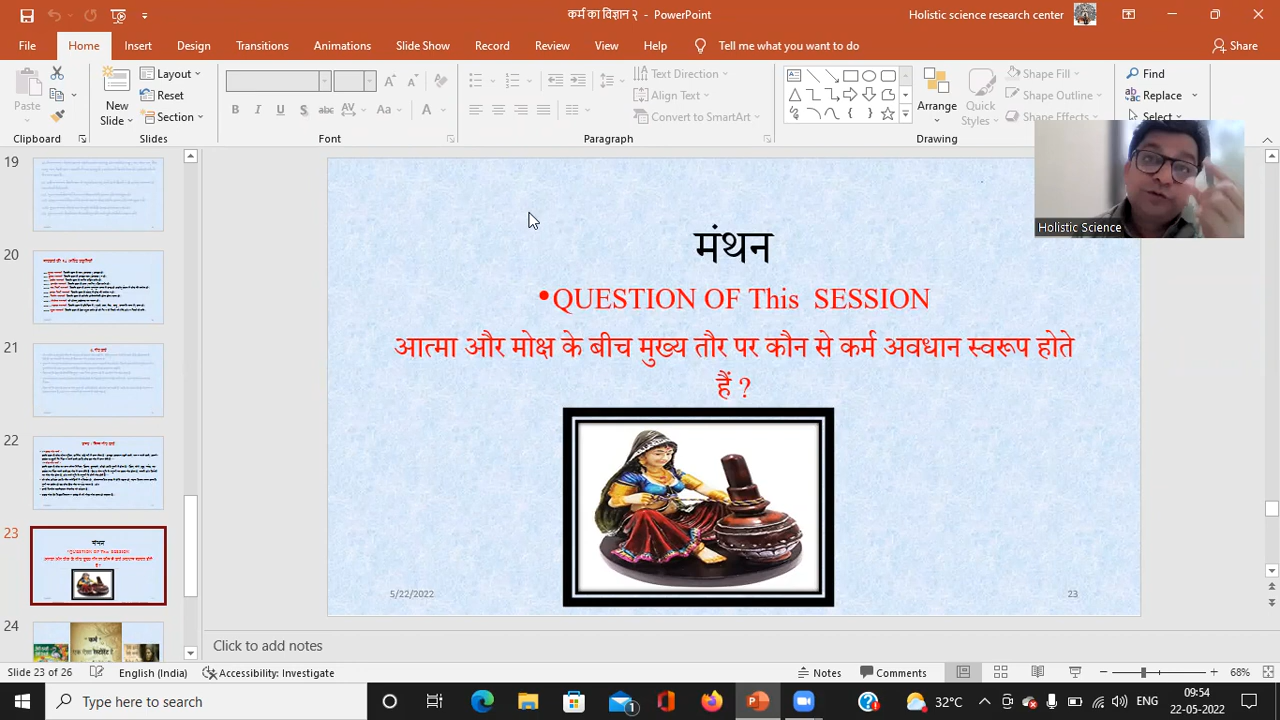 कर्म का विज्ञान २ - PowerPoint
Holistic science research center
File Home Insert Design Transitions Animations Slide Show Record Review View Help Tell me what you want to do Share
Paste
New Slide
Layout
Reset
Section
Text Direction
Align Text
Convert to SmartArt
Arrange
Quick Styles
Shape Fill
Shape Outline
Shape Effects
Find
Replace
Select
Clipboard Slides Font Paragraph Drawing
Holistic Science
19
20
21
22
23
24
मंथन
•QUESTION OF This SESSION
आत्मा और मोक्ष के बीच मुख्य तौर पर कौन से कर्म अवधान स्वरूप होते
हैं ?
5/22/2022
23
Click to add notes
Slide 23 of 26 English (India) Accessibility: Investigate Notes Comments 68%
Type here to search
1
32°C ENG 09:54
22-05-2022